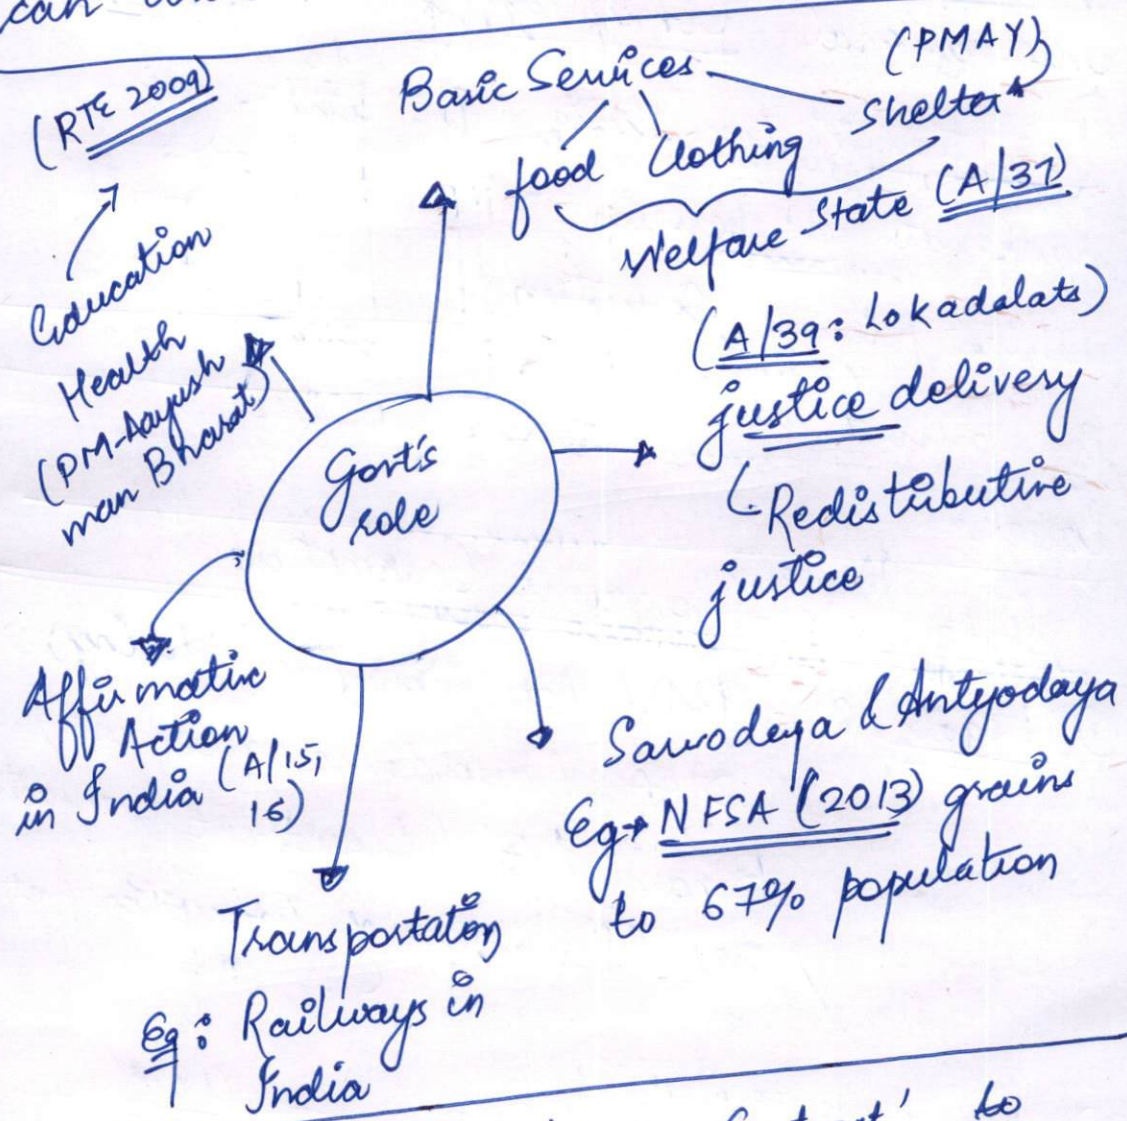 can
(RTE 2009)
Education
Health
(PM-Aayush
man Bharat)
Basic Services
(PMAY)
Shelter
food Clothing
Welfare State (A/37)
(A/39: Lokadalats)
justice delivery
Redistributive
justice
Govt's
role
Affirmative
Action
in India (A/15,
16)
Sarvodaya & Antyodaya
Eg → NFSA (2013) grains
to 67% population
Transportation
Eg: Railways in
India
to